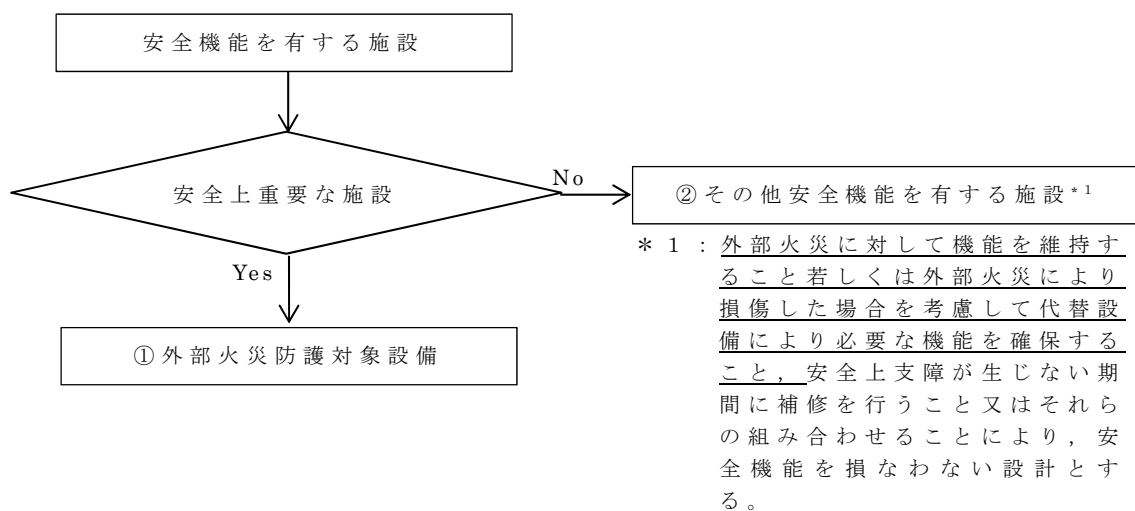 安全機能を有する施設
安全上重要な施設
No
②その他安全機能を有する施設*1
*1:外部火災に対して機能を維持す
ること若しくは外部火災により
損傷した場合を考慮して代替設
備により必要な機能を確保する
こと,安全上支障が生じない期
間に補修を行うこと又はそれら
の組み合わせることにより,安
全機能を損なわない設計とす
る。
Yes
①外部火災防護対象設備